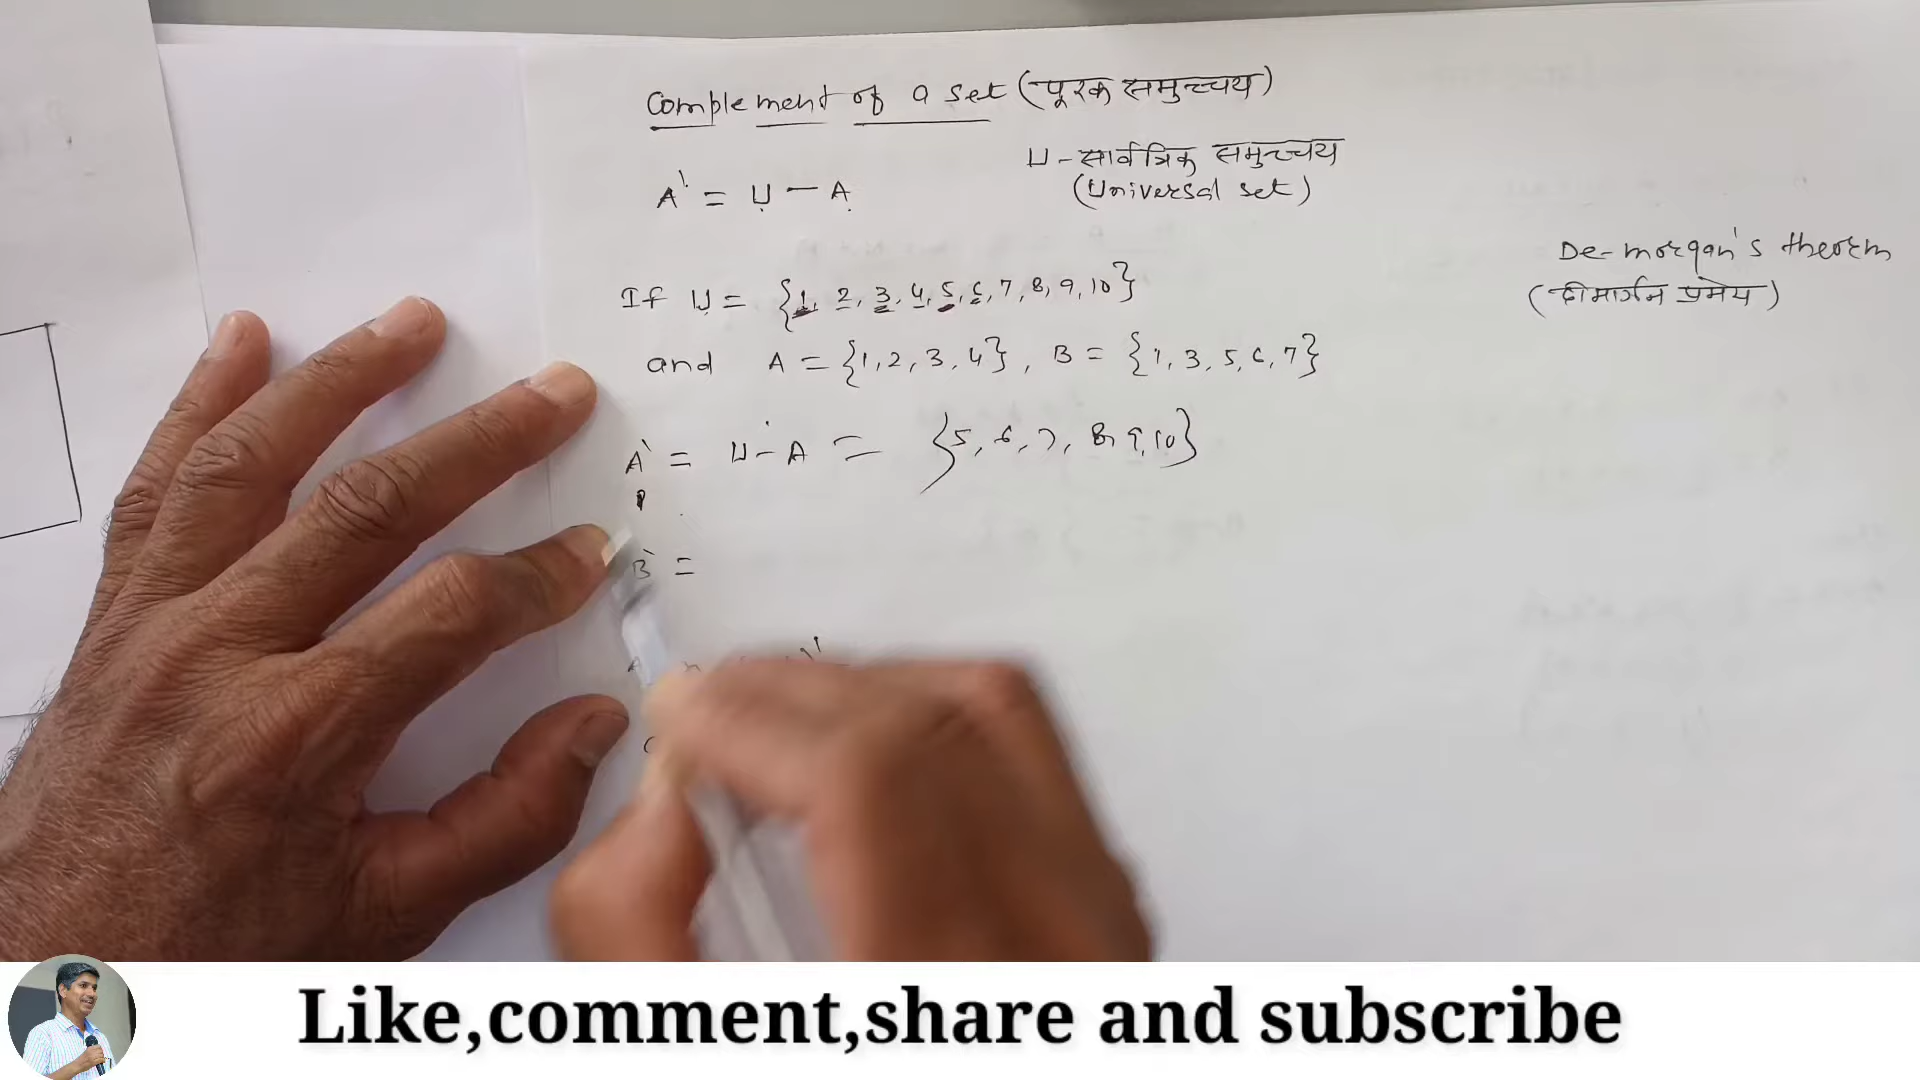 Complement of a set (पूरक समुच्चय)
U - सार्वत्रिक समुच्चय
(Universal set)
A' = U - A
De-morgan's theorem
(डीमार्गन प्रमेय)
If U = {1, 2, 3, 4, 5, 6, 7, 8, 9, 10}
and A = {1, 2, 3, 4}, B = {1, 3, 5, 6, 7}
A' = U - A = {5, 6, 7, 8, 9, 10}
B' =
Like,comment,share and subscribe